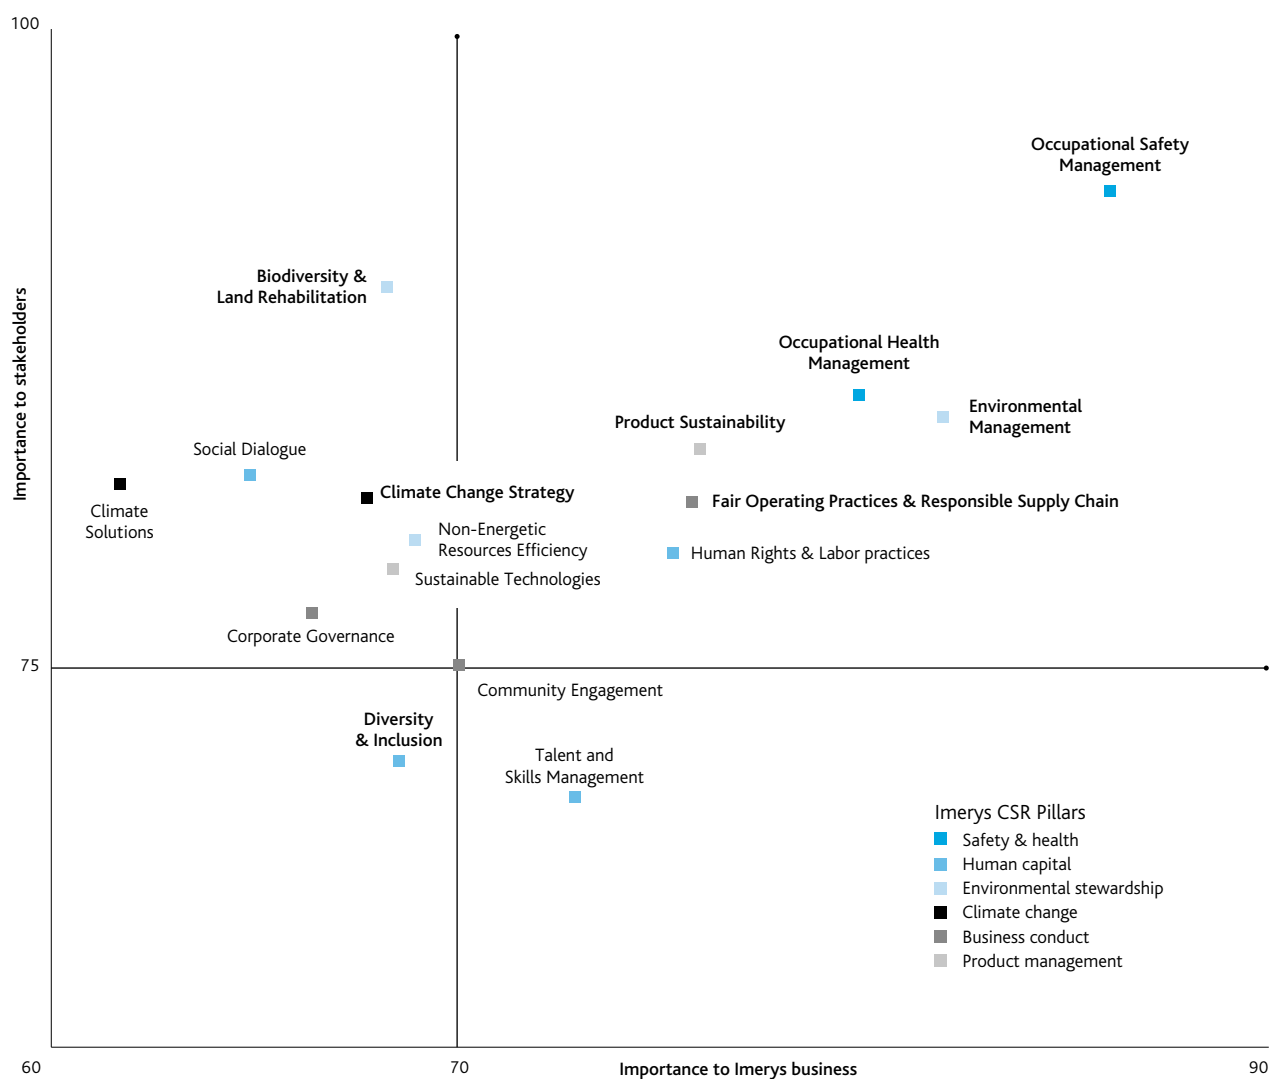 100
Occupational Safety
Management
Biodiversity &
Land Rehabilitation
Importance to stakeholders
Occupational Health
Management
Environmental
Management
Product Sustainability
Social Dialogue
Climate Change Strategy
Fair Operating Practices & Responsible Supply Chain
Climate
Solutions
Non-Energetic
Resources Efficiency
Human Rights & Labor practices
Sustainable Technologies
Corporate Governance
75
Community Engagement
Diversity
& Inclusion
Talent and
Skills Management
Imerys CSR Pillars
Safety & health
Human capital
Environmental stewardship
Climate change
Business conduct
Product management
60
70
Importance to Imerys business
90